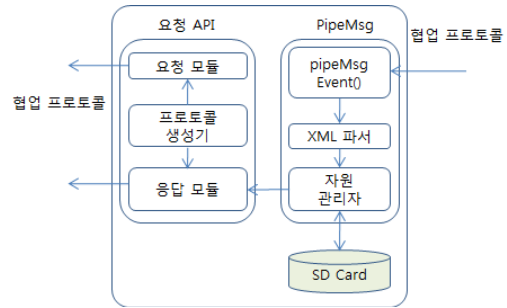 요청 API
PipeMsg
협업 프로토콜
요청 모듈
pipeMsg
Event()
협업 프로토콜
프로토콜
생성기
XML 파서
응답 모듈
자원
관리자
SD Card